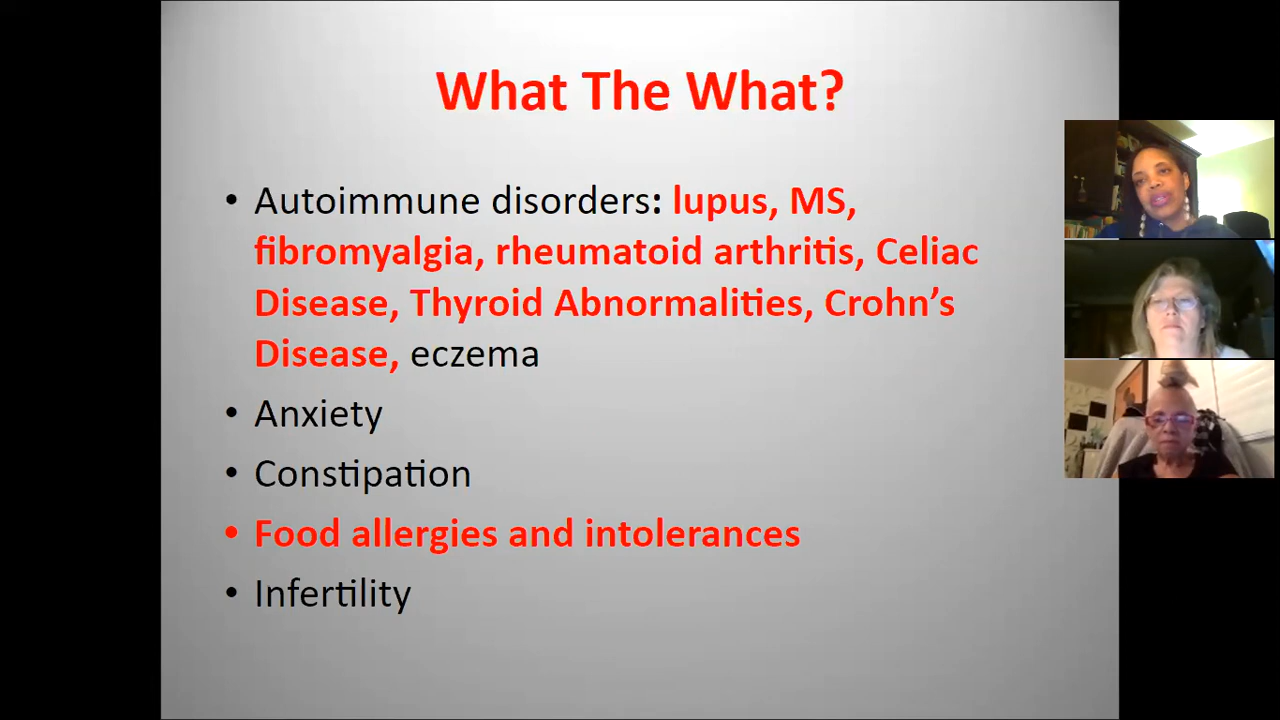 What The What?
• Autoimmune disorders: lupus, MS,
fibromyalgia, rheumatoid arthritis, Celiac
Disease, Thyroid Abnormalities, Crohn’s
Disease, eczema
• Anxiety
• Constipation
• Food allergies and intolerances
• Infertility